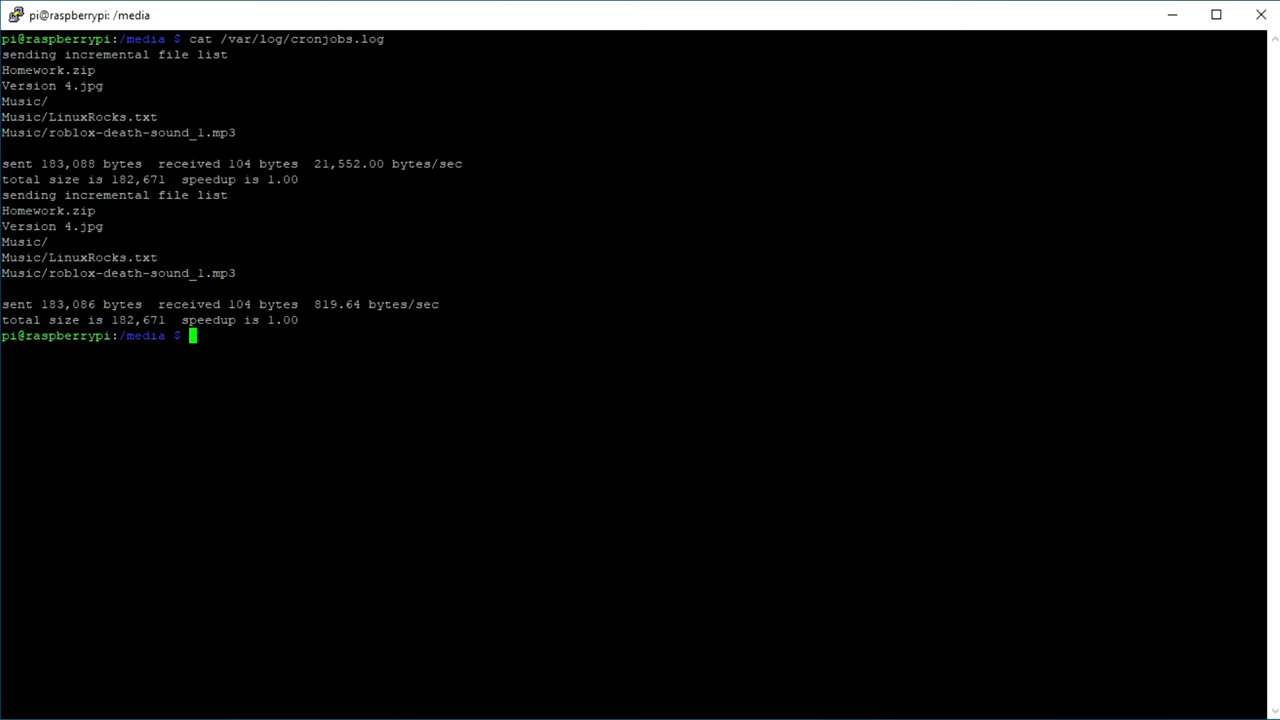 pi@raspberrypi: /media
pi@raspberrypi:/media $ cat /var/log/cronjobs.log
sending incremental file list
Homework.zip
Version 4.jpg
Music/
Music/LinuxRocks.txt
Music/roblox-death-sound_1.mp3
sent 183,088 bytes  received 104 bytes  21,552.00 bytes/sec
total size is 182,671  speedup is 1.00
sending incremental file list
Homework.zip
Version 4.jpg
Music/
Music/LinuxRocks.txt
Music/roblox-death-sound_1.mp3
sent 183,086 bytes  received 104 bytes  819.64 bytes/sec
total size is 182,671  speedup is 1.00
pi@raspberrypi:/media $